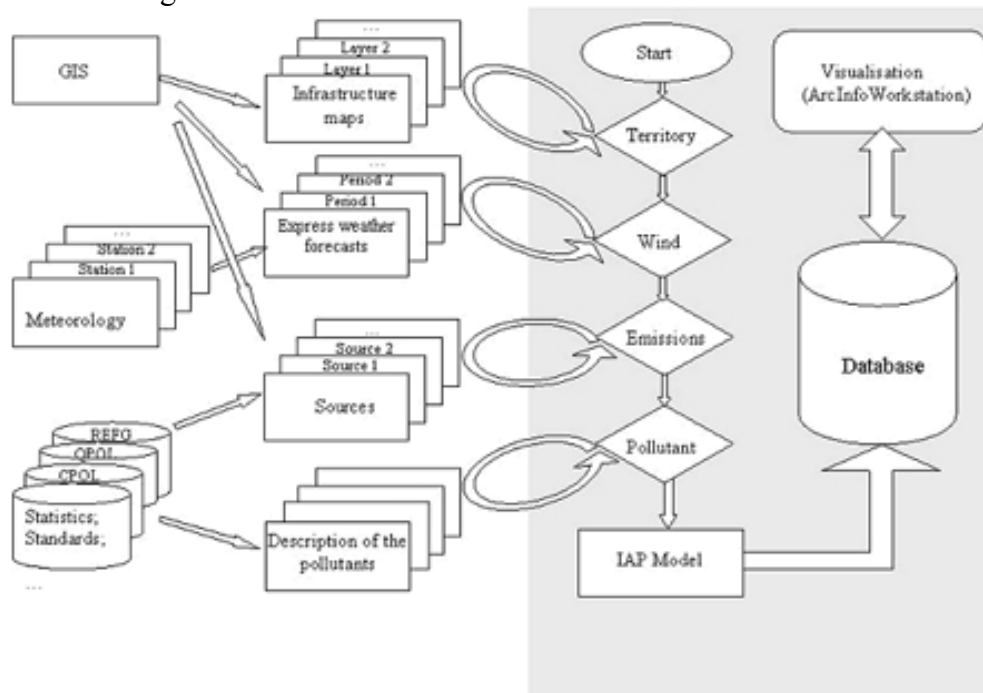 GIS
...
Layer 2
Layer 1
Infrastructure
maps
...
Period 2
Period 1
Express weather
forecasts
...
Station 2
Station 1
Meteorology
...
Source 2
Source 1
Sources
REFG
QPOL
CPOL
Statistics;
Standards;
...
Description of the
pollutants
Start
Territory
Wind
Emissions
Pollutant
IAP Model
Visualisation
(ArcInfoWorkstation)
Database